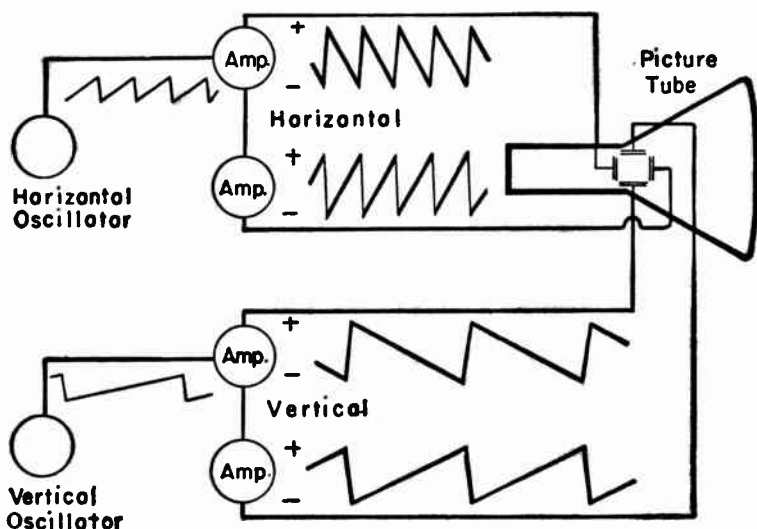 Amp.
+
-
Horizontal
+
Amp.
-
Picture
Tube
Horizontal
Oscillator
+
Amp.
-
Vertical
+
Amp.
-
Vertical
Oscillator